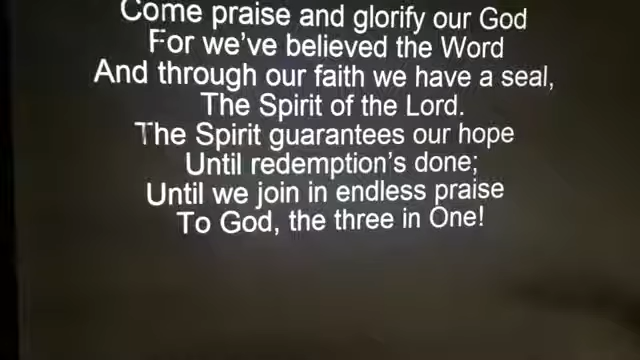 Come praise and glorify our God
For we've believed the Word
And through our faith we have a seal,
The Spirit of the Lord.
The Spirit guarantees our hope
Until redemption's done;
Until we join in endless praise
To God, the three in One!